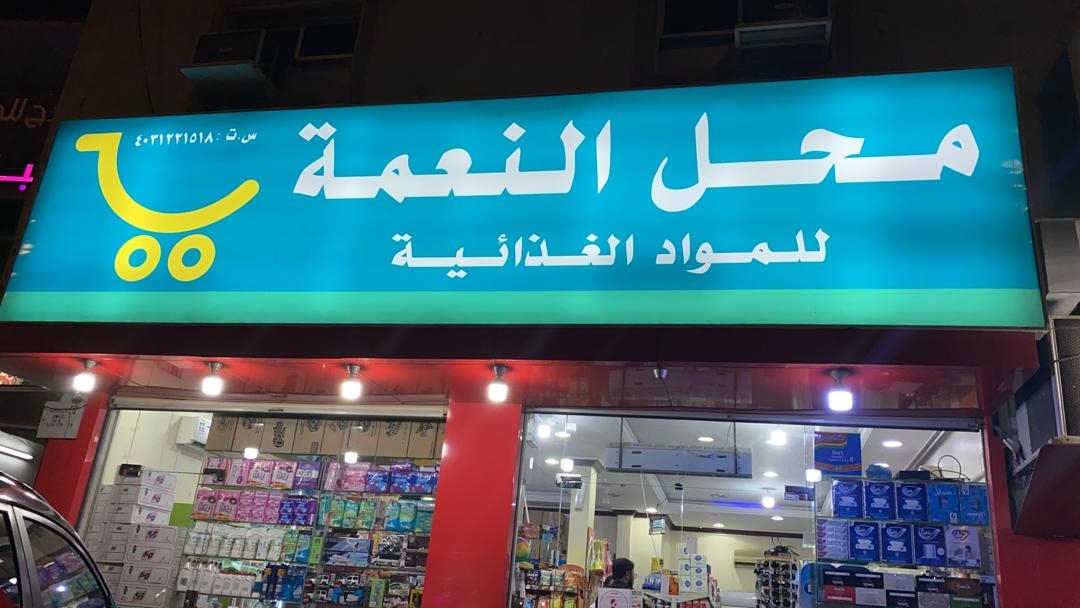 محل النعمة
س.ت : ٤٠٣١٢٢١٥١٨
للمواد الغذائية